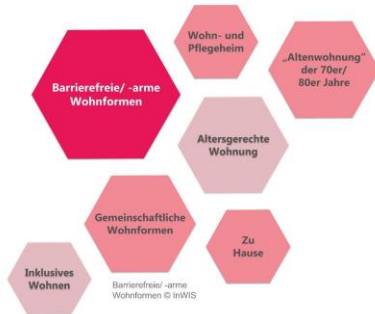 Wohn- und
Pflegeheim
„Altenwohnung“
der 70er/
80er Jahre
Barrierefreie/ -arme
Wohnformen
Altersgerechte
Wohnung
Gemeinschaftliche
Wohnformen
Zu
Hause
Inklusives
Wohnen
Barrierefreie/ -arme
Wohnformen © InWIS